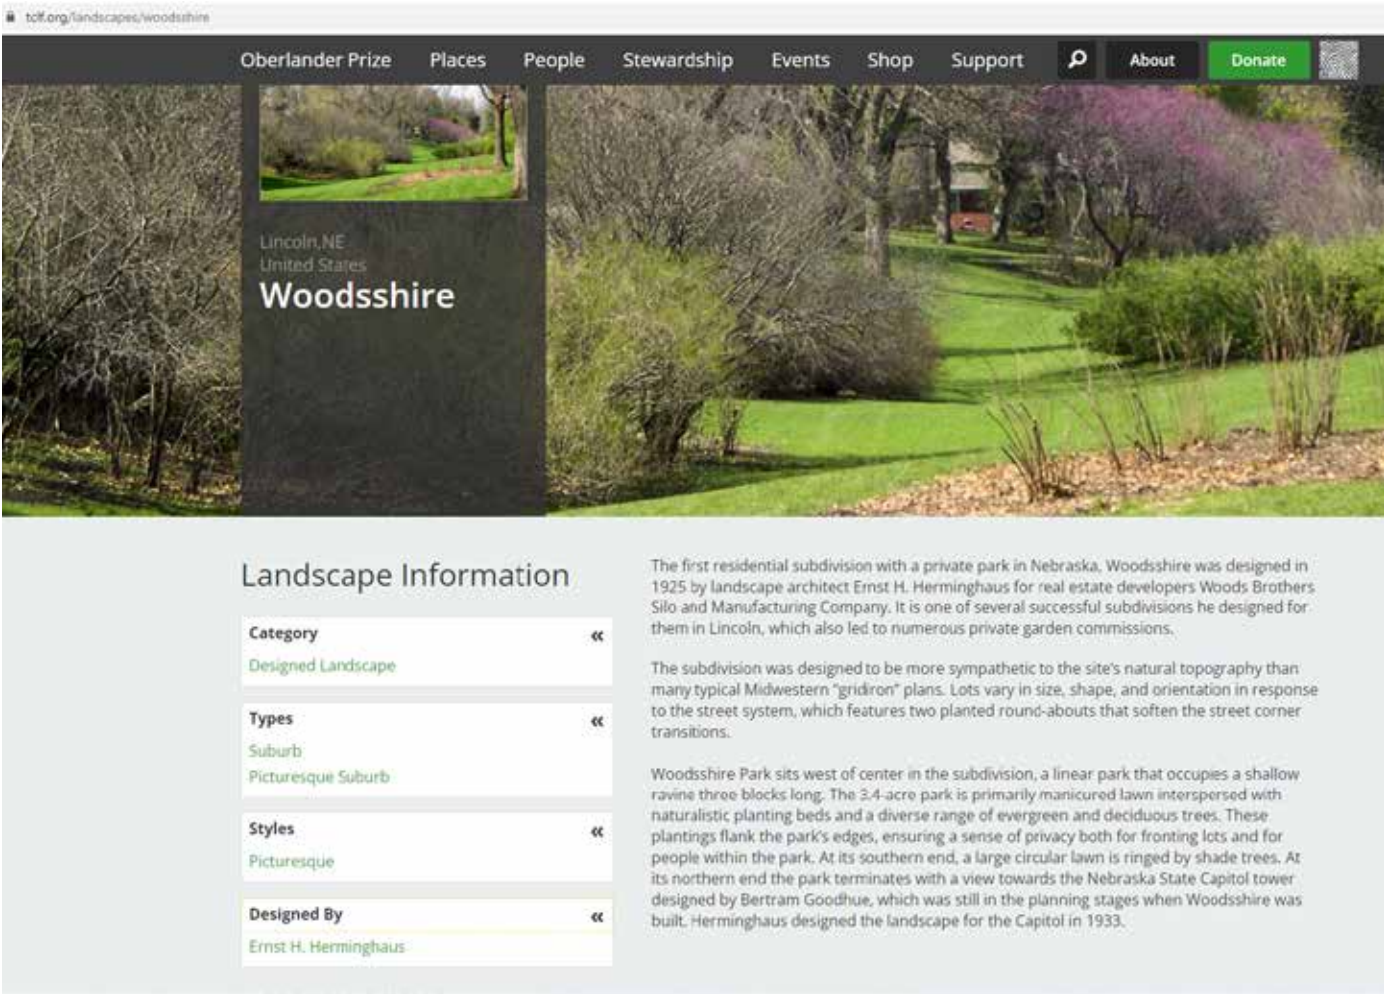 tclf.org/landscapes/woodsshire
Oberlander Prize Places People Stewardship Events Shop Support About Donate
Lincoln,NE
United States
Woodsshire
Landscape Information
Category
Designed Landscape
Types
Suburb
Picturesque Suburb
Styles
Picturesque
Designed By
Ernst H. Herminghaus
The first residential subdivision with a private park in Nebraska, Woodsshire was designed in
1925 by landscape architect Ernst H. Herminghaus for real estate developers Woods Brothers
Silo and Manufacturing Company. It is one of several successful subdivisions he designed for
them in Lincoln, which also led to numerous private garden commissions.
The subdivision was designed to be more sympathetic to the site's natural topography than
many typical Midwestern “gridiron” plans. Lots vary in size, shape, and orientation in response
to the street system, which features two planted round-abouts that soften the street corner
transitions.
Woodsshire Park sits west of center in the subdivision, a linear park that occupies a shallow
ravine three blocks long. The 3.4-acre park is primarily manicured lawn interspersed with
naturalistic planting beds and a diverse range of evergreen and deciduous trees. These
plantings flank the park's edges, ensuring a sense of privacy both for fronting lots and for
people within the park. At its southern end, a large circular lawn is ringed by shade trees. At
its northern end the park terminates with a view towards the Nebraska State Capitol tower
designed by Bertram Goodhue, which was still in the planning stages when Woodsshire was
built. Herminghaus designed the landscape for the Capitol in 1933.